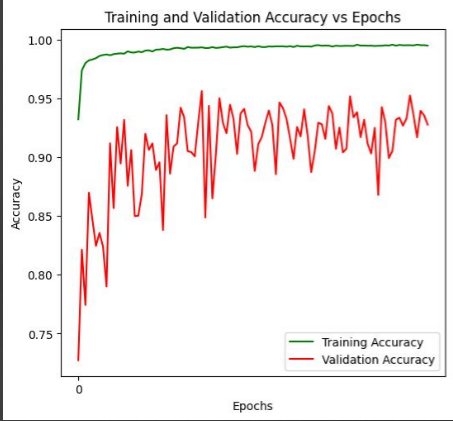 Training and Validation Accuracy vs Epochs
1.00
0.95
0.90
0.85
0.80
0.75
Accuracy
Training Accuracy
Validation Accuracy
0
Epochs